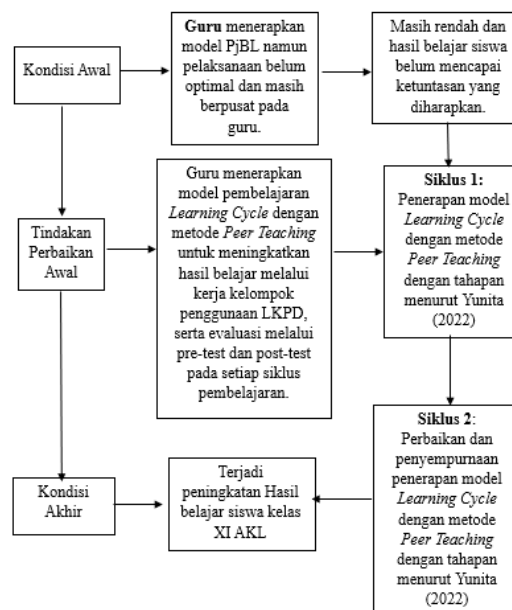 Kondisi Awal
Guru menerapkan
model PjBL namun
pelaksanaan belum
optimal dan masih
berpusat pada
guru.
Masih rendah dan
hasil belajar siswa
belum mencapai
ketuntasan yang
diharapkan.
Tindakan
Perbaikan
Awal
Guru menerapkan
model pembelajaran
Learning Cycle dengan
metode Peer Teaching
untuk meningkatkan
hasil belajar melalui
kerja kelompok
penggunaan LKPD,
serta evaluasi melalui
pre-test dan post-test
pada setiap siklus
pembelajaran.
Siklus 1:
Penerapan model
Learning Cycle
dengan metode
Peer Teaching
dengan tahapan
menurut Yunita
(2022)
Siklus 2:
Perbaikan dan
penyempurnaan
penerapan model
Learning Cycle
dengan metode
Peer Teaching
dengan tahapan
menurut Yunita
(2022)
Kondisi
Akhir
Terjadi
peningkatan Hasil
belajar siswa kelas
XI AKL